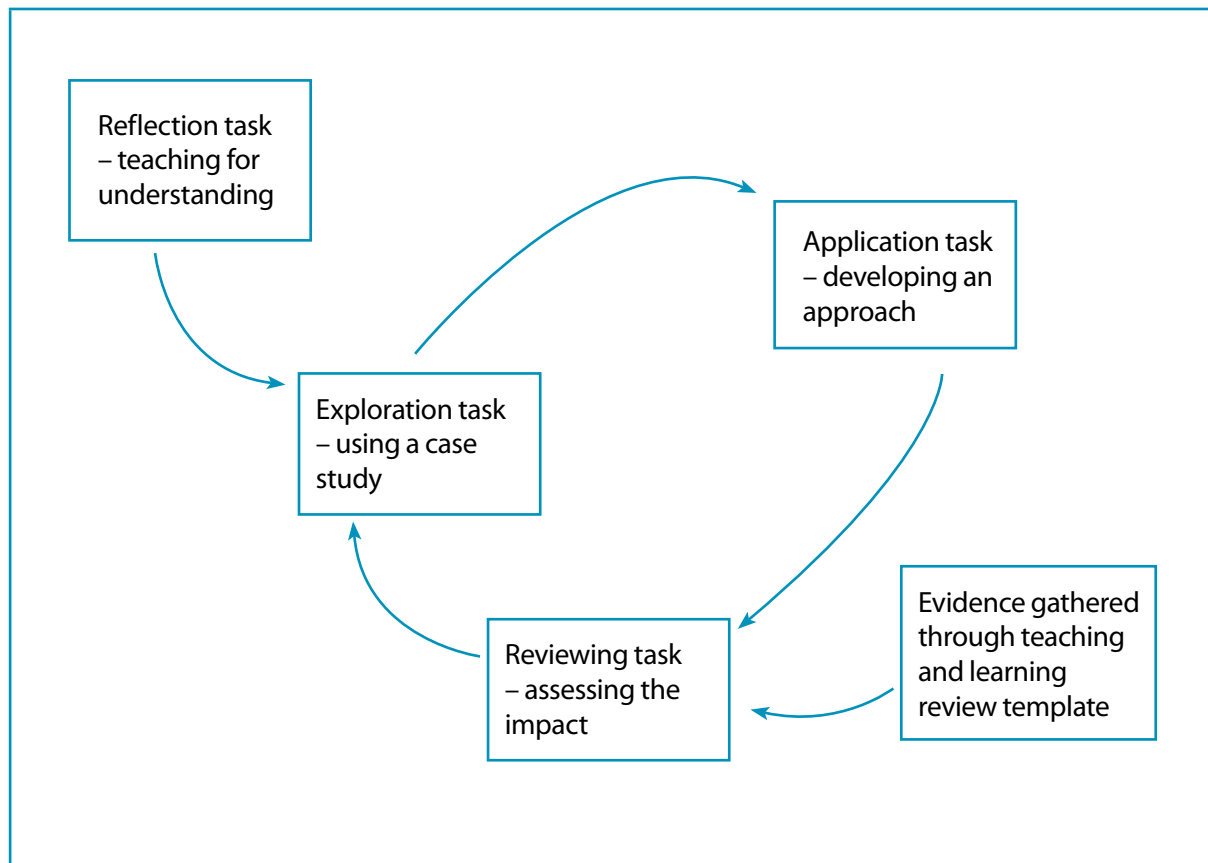 Reflection task
– teaching for
understanding
Application task
– developing an
approach
Exploration task
– using a case
study
Evidence gathered
through teaching
and learning
review template
Reviewing task
– assessing the
impact